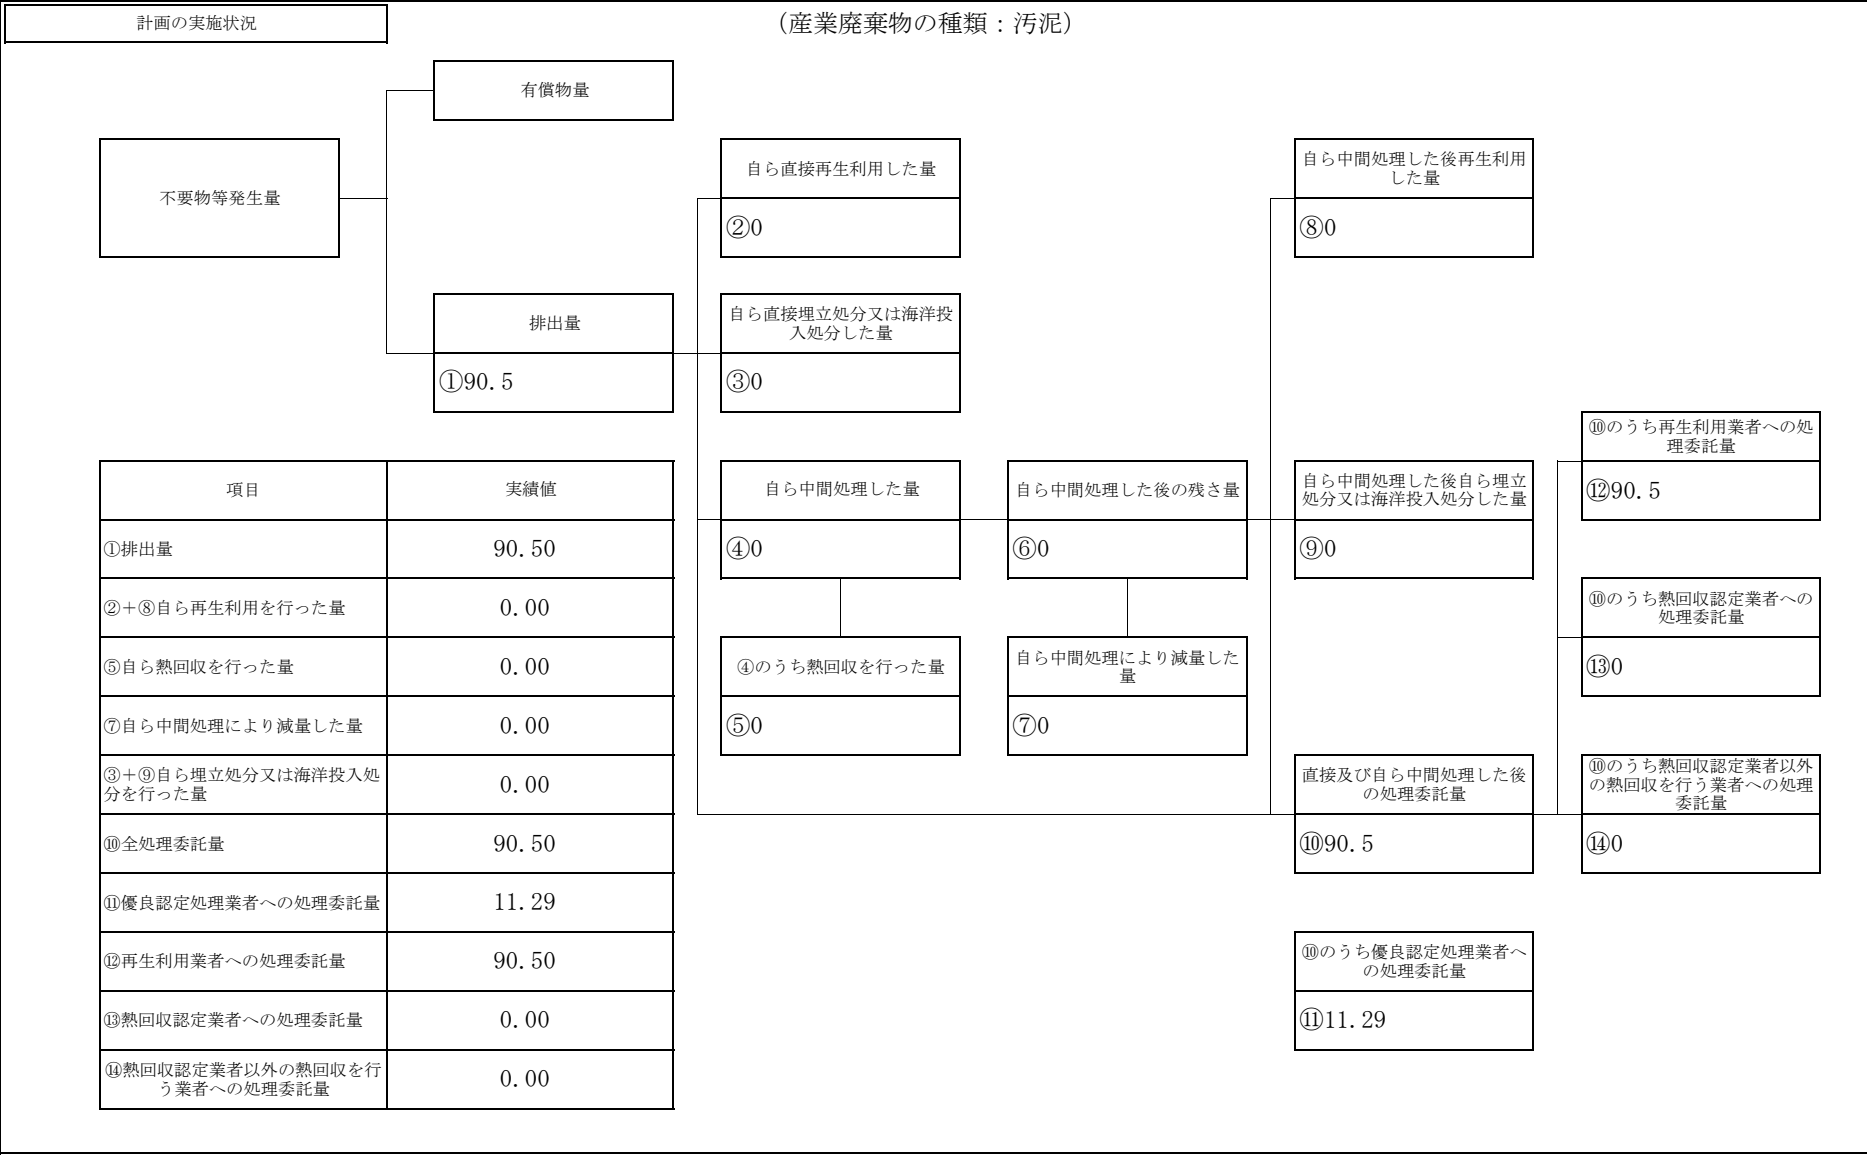 計画の実施状況
（産業廃棄物の種類：汚泥）
有償物量
不要物等発生量
自ら直接再生利用した量
②0
自ら中間処理した後再生利用
した量
⑧0
排出量
①90.5
自ら直接埋立処分又は海洋投
入処分した量
③0
⑩のうち再生利用業者への処
理委託量
⑫90.5
自ら中間処理した量
④0
自ら中間処理した後の残さ量
⑥0
自ら中間処理した後自ら埋立
処分又は海洋投入処分した量
⑨0
⑩のうち熱回収認定業者への
処理委託量
⑬0
④のうち熱回収を行った量
⑤0
自ら中間処理により減量した
量
⑦0
直接及び自ら中間処理した後
の処理委託量
⑩90.5
⑩のうち熱回収認定業者以外
の熱回収を行う業者への処理
委託量
⑭0
⑩のうち優良認定処理業者へ
の処理委託量
⑪11.29
項目 実績値
①排出量 90.50
②＋⑧自ら再生利用を行った量 0.00
⑤自ら熱回収を行った量 0.00
⑦自ら中間処理により減量した量 0.00
③＋⑨自ら埋立処分又は海洋投入処
分を行った量 0.00
⑩全処理委託量 90.50
⑪優良認定処理業者への処理委託量 11.29
⑫再生利用業者への処理委託量 90.50
⑬熱回収認定業者への処理委託量 0.00
⑭熱回収認定業者以外の熱回収を行
う業者への処理委託量 0.00